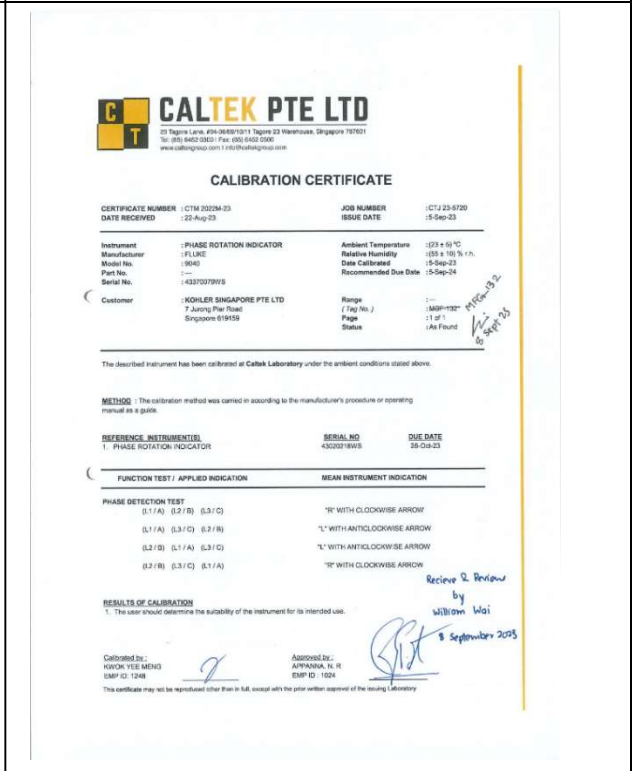 C T
CALTEK PTE LTD
23 Tagore Lane, #04-06/09/10/11 Tagore 23 Warehouse, Singapore 787601
Tel: (65) 6452 0303 | Fax: (65) 6452 0500
CALIBRATION CERTIFICATE
CERTIFICATE NUMBER : CTM 2022M-23 JOB NUMBER : CTJ 23-5720
DATE RECEIVED : 22-Aug-23 ISSUE DATE : 5-Sep-23
Instrument : PHASE ROTATION INDICATOR Ambient Temperature : (23 ± 5) °C
Manufacturer : FLUKE Relative Humidity : (55 ± 10) % r.h.
Model No. : 9040 Date Calibrated : 5-Sep-23
Part No. : --- Recommended Due Date : 5-Sep-24
Serial No. : 43370378WS
Customer : KOHLER SINGAPORE PTE LTD Range : ---
7 Jurong Pier Road ( Tag No. ) : MGF-132* MFG_132
Singapore 619159 Page : 1 of 1
Status : As Found
8 Sept 23
The described instrument has been calibrated at Caltek Laboratory under the ambient conditions stated above.
METHOD : The calibration method was carried in according to the manufacturer's procedure or operating
manual as a guide.
REFERENCE INSTRUMENT(S) SERIAL NO DUE DATE
1. PHASE ROTATION INDICATOR 43020218WS 26-Oct-23
FUNCTION TEST / APPLIED INDICATION MEAN INSTRUMENT INDICATION
PHASE DETECTION TEST
(L1 / A) (L2 / B) (L3 / C) "R" WITH CLOCKWISE ARROW
(L1 / A) (L3 / C) (L2 / B) "L" WITH ANTICLOCKWISE ARROW
(L2 / B) (L1 / A) (L3 / C) "L" WITH ANTICLOCKWISE ARROW
(L2 / B) (L3 / C) (L1 / A) "R" WITH CLOCKWISE ARROW
Recieve & Review
by
William Wai
8 September 2023
RESULTS OF CALIBRATION
1. The user should determine the suitability of the instrument for its intended use.
Calibrated by : Approved by :
KWOK YEE MENG APPANNA. N. R
EMP ID: 1248 EMP ID : 1024
This certificate may not be reproduced other than in full, except with the prior written approval of the issuing Laboratory